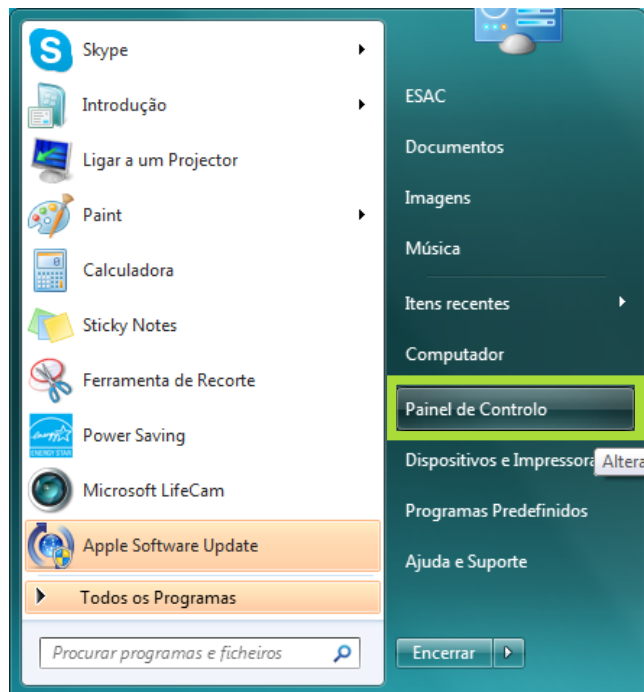 Skype
Introdução
Ligar a um Projector
Paint
Calculadora
Sticky Notes
Ferramenta de Recorte
Power Saving
Microsoft LifeCam
Apple Software Update
Todos os Programas
Procurar programas e ficheiros
ESAC
Documentos
Imagens
Música
Itens recentes
Computador
Painel de Controlo
Dispositivos e Impressora
Altera
Programas Predefinidos
Ajuda e Suporte
Encerrar